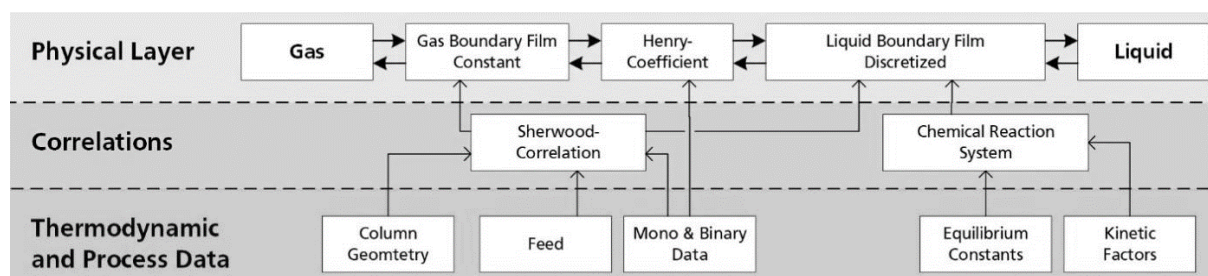 Physical Layer
Gas
Gas Boundary Film
Constant
Henry-
Coefficient
Liquid Boundary Film
Discretized
Liquid
Correlations
Sherwood-
Correlation
Chemical Reaction
System
Thermodynamic
and Process Data
Column
Geomtetry
Feed
Mono & Binary
Data
Equilibrium
Constants
Kinetic
Factors